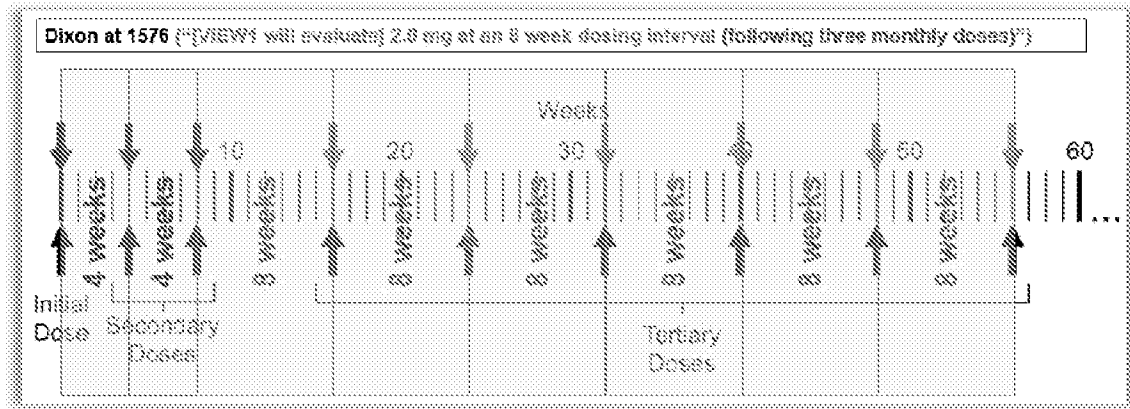 Dixon at 1576 ("[VIEW1 will evaluate] 2.0 mg at an 8 week dosing interval (following three monthly doses)")
Weeks
10 20 30 40 50 60
4 weeks
4 weeks
8 weeks
8 weeks
8 weeks
8 weeks
8 weeks
8 weeks
...
Initial
Dose
Secondary
Doses
Tertiary
Doses